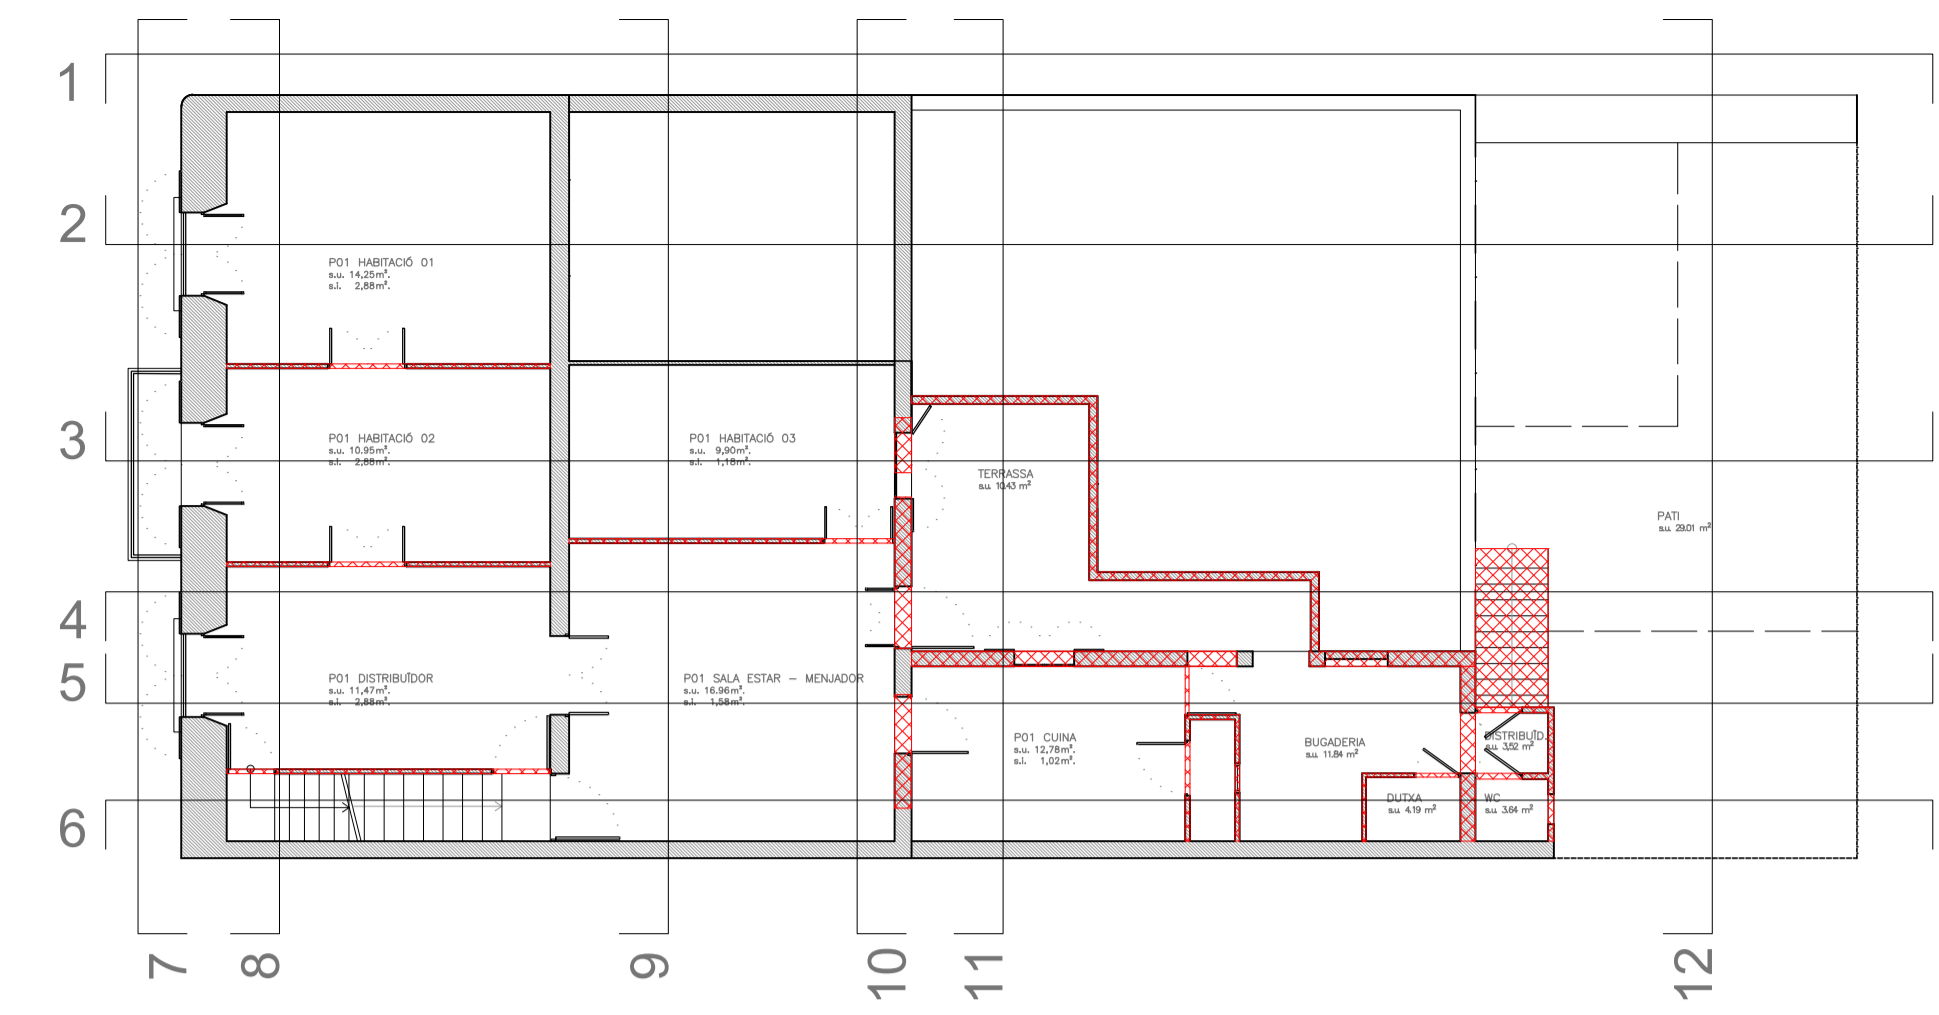 1
2
P01 HABITACIÓ 01
s.u. 14,25m².
s.i. 2,88m².
3
P01 HABITACIÓ 02
s.u. 10.95m².
s.i. 2,88m².
P01 HABITACIÓ 03
s.u. 9,90m².
s.i. 1,18m².
TERRASSA
s.u. 10.43 m²
PATI
s.u. 29.01 m²
4
5
P01 DISTRIBUÏDOR
s.u. 11,47m².
s.i. 2,88m².
P01 SALA ESTAR - MENJADOR
s.u. 16.96m².
s.i. 1,58m².
P01 CUINA
s.u. 12,78m².
s.i. 1,02m².
BUGADERIA
s.u. 11.84 m²
DISTRIBUÏD.
s.u. 3,52 m²
6
DUTXA
s.u. 4.19 m²
WC
s.u. 3.64 m²
7
8
9
10
11
12